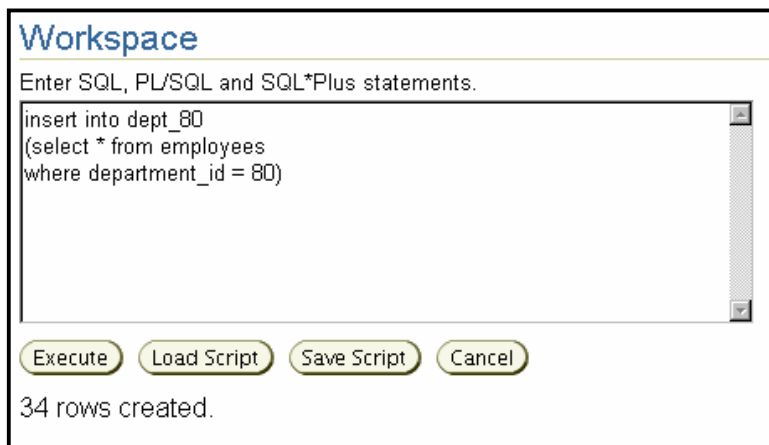 Workspace
Enter SQL, PL/SQL and SQL*Plus statements.
insert into dept_80
(select * from employees
where department_id = 80)
Execute Load Script Save Script Cancel
34 rows created.